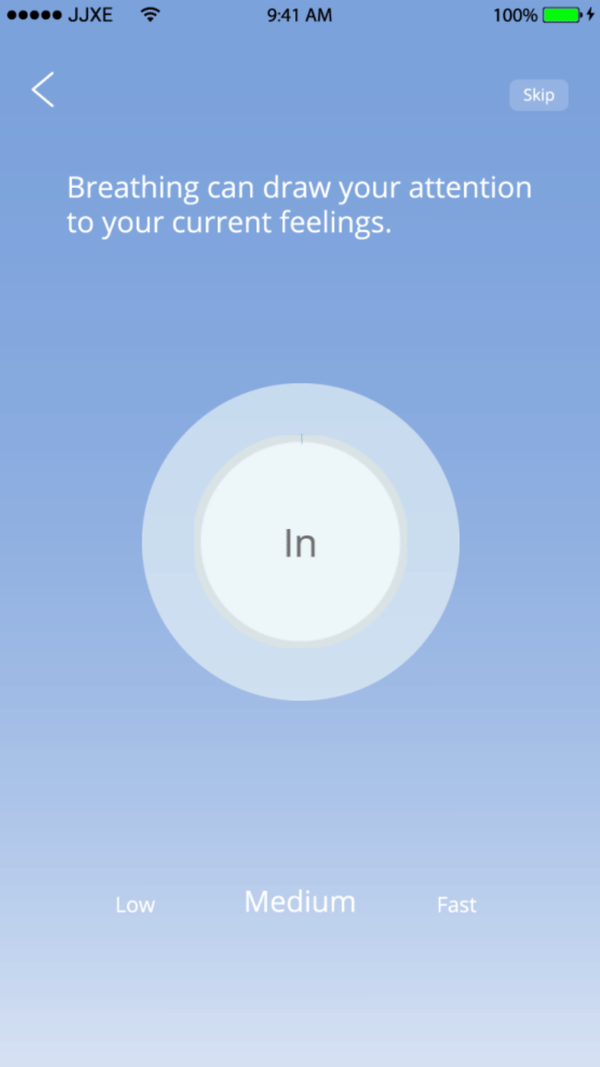 JJXE 9:41 AM 100%
Skip
Breathing can draw your attention
to your current feelings.
In
Low Medium Fast